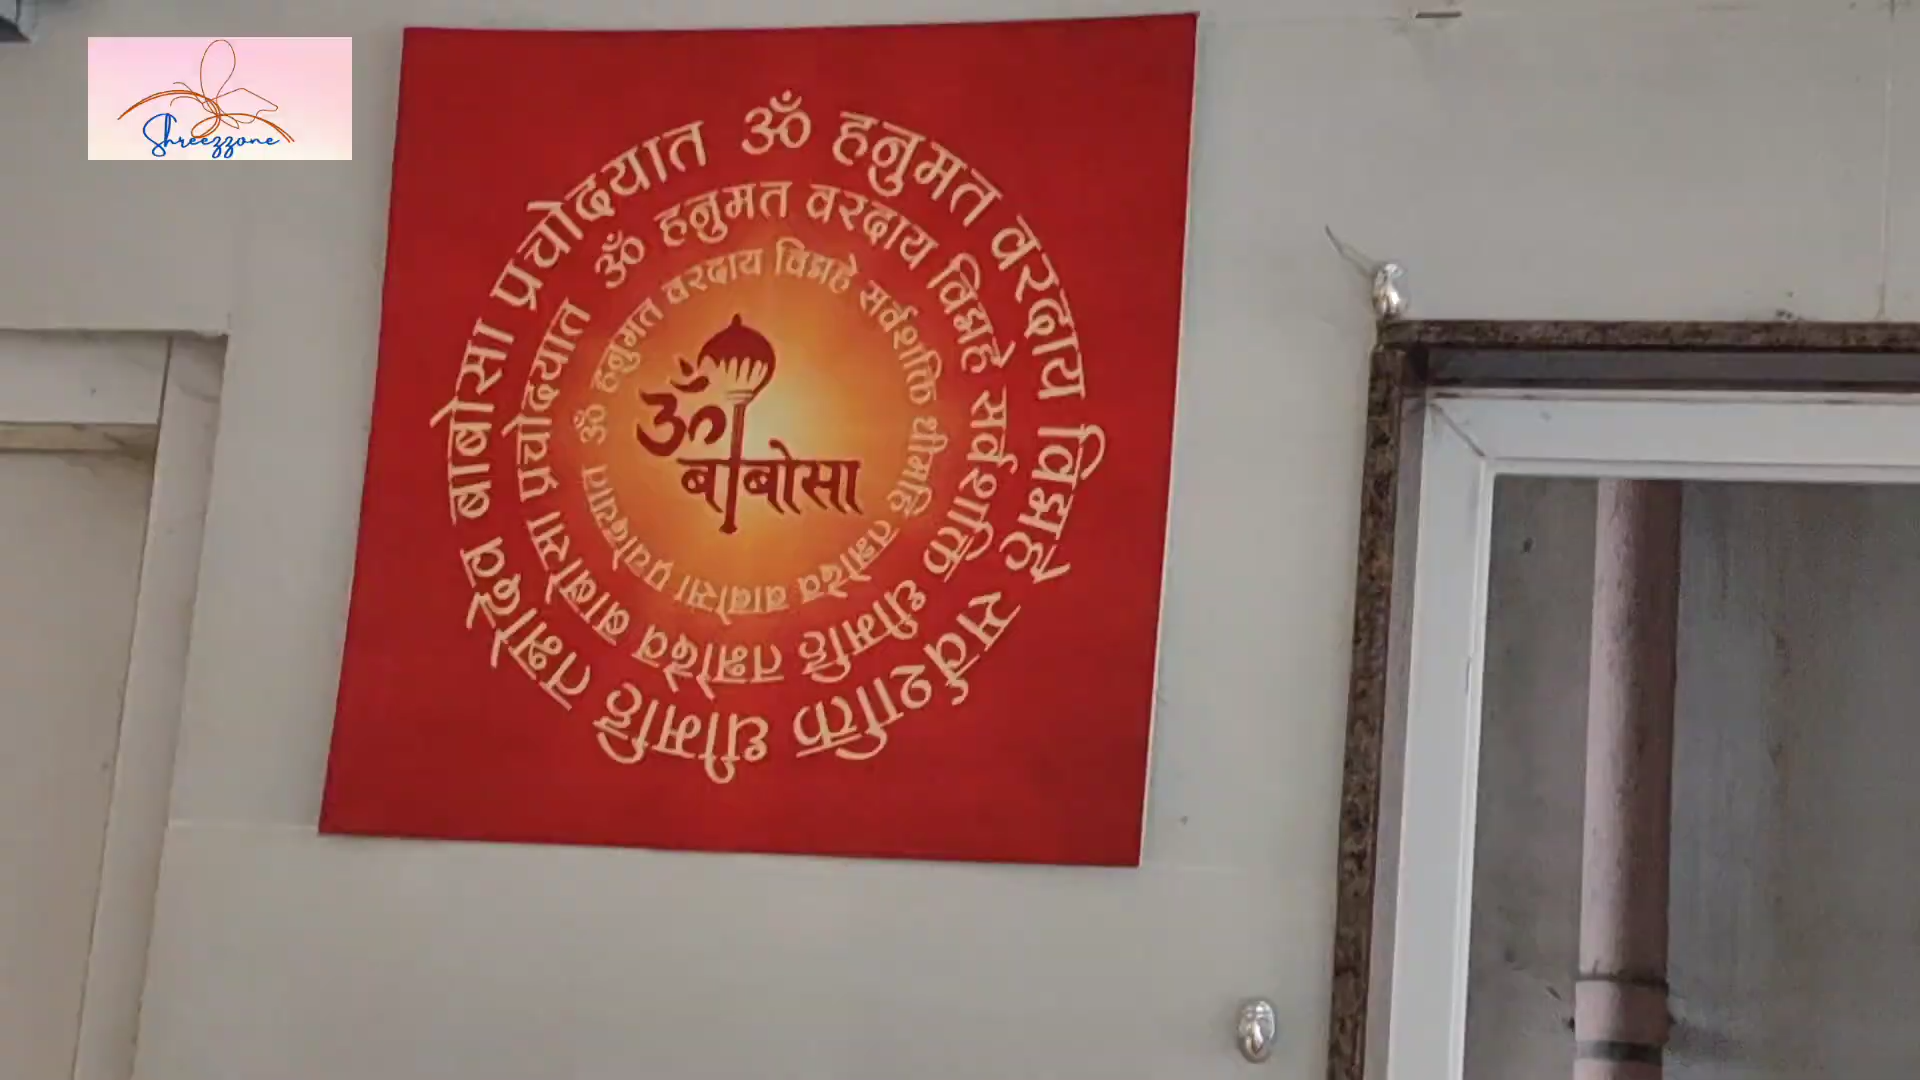 Shreezzone
ॐ हनुमत वरदाय विद्महे सर्वशक्ति धीमहि तन्नोदेव बाबोसा प्रचोदयात
ॐ हनुमत वरदाय विद्महे सर्वशक्ति धीमहि तन्नोदेव बाबोसा प्रचोदयात
ॐ हनुमत वरदाय विद्महे सर्वशक्ति धीमहि तन्नोदेव बाबोसा प्रचोदयात
ॐ
बाबोसा